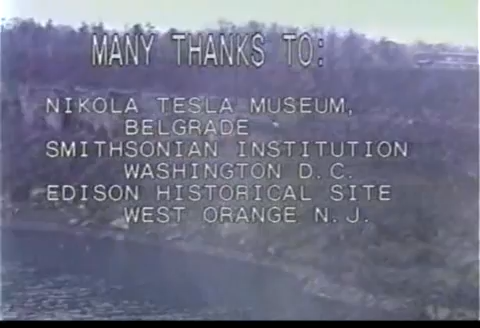 MANY THANKS TO:
NIKOLA TESLA MUSEUM,
BELGRADE
SMITHSONIAN INSTITUTION
WASHINGTON D.C.
EDISON HISTORICAL SITE
WEST ORANGE N.J.